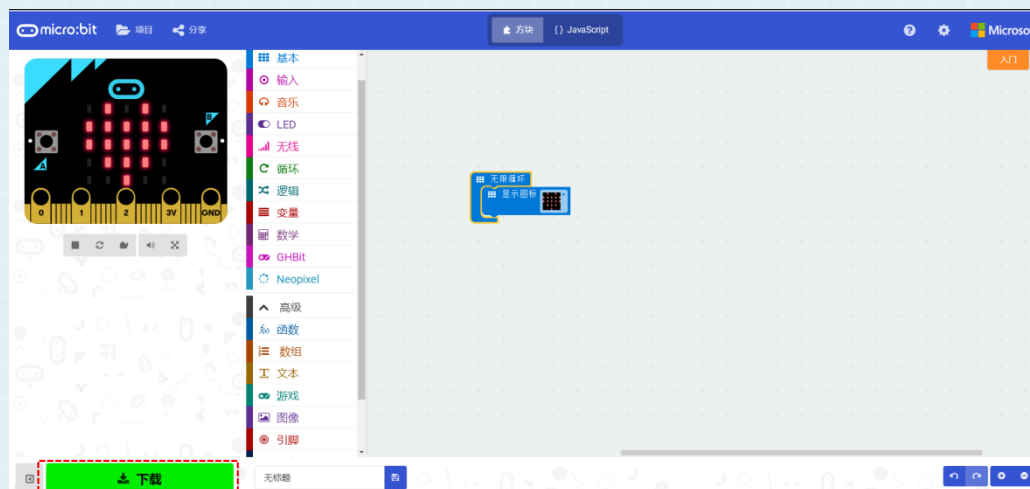 micro:bit 项目 分享 方块 {} JavaScript Microso
入门
基本
输入
音乐
LED
无线
循环
逻辑
变量
数学
GHBit
Neopixel
高级
函数
数组
文本
游戏
图像
引脚
B
A
0 1 2 3V GND
无限循环
显示图标
下载
无标题